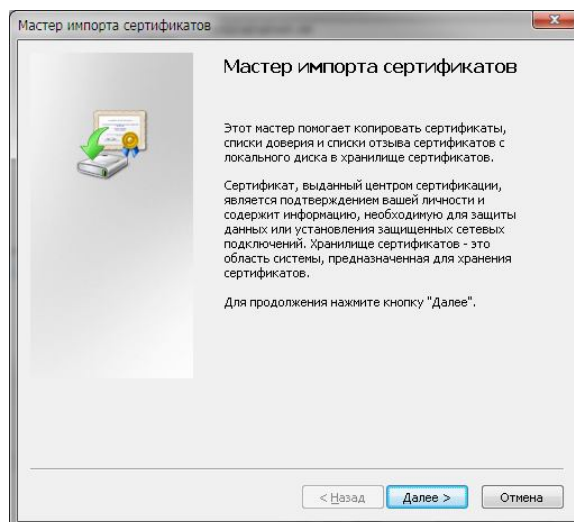 Мастер импорта сертификатов
Мастер импорта сертификатов
Этот мастер помогает копировать сертификаты,
списки доверия и списки отзыва сертификатов с
локального диска в хранилище сертификатов.
Сертификат, выданный центром сертификации,
является подтверждением вашей личности и
содержит информацию, необходимую для защиты
данных или установления защищенных сетевых
подключений. Хранилище сертификатов - это
область системы, предназначенная для хранения
сертификатов.
Для продолжения нажмите кнопку "Далее".
< Назад Далее > Отмена